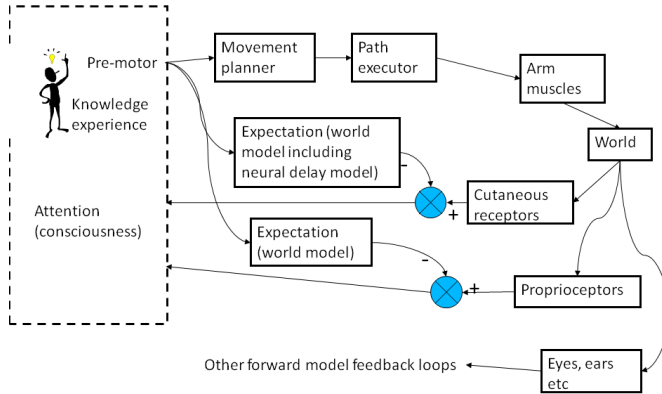 Pre-motor
Knowledge
experience
Attention
(consciousness)
Movement
planner
Path
executor
Arm
muscles
World
Expectation (world
model including
neural delay model)
-
+
Cutaneous
receptors
Expectation
(world model)
-
+
Proprioceptors
Other forward model feedback loops
Eyes, ears
etc